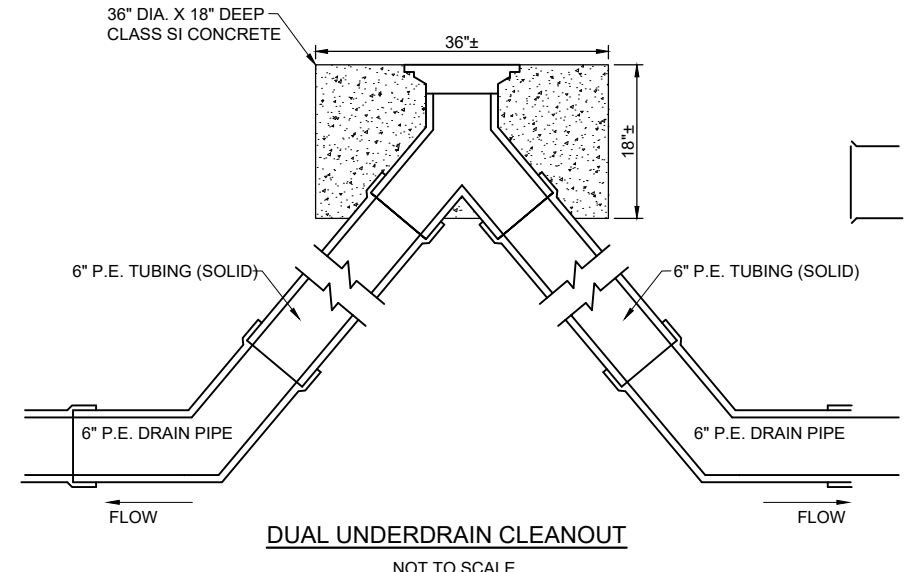 36" DIA. X 18" DEEP
CLASS SI CONCRETE
36"±
18"±
6" P.E. TUBING (SOLID)
6" P.E. TUBING (SOLID)
6" P.E. DRAIN PIPE
6" P.E. DRAIN PIPE
FLOW
FLOW
DUAL UNDERDRAIN CLEANOUT
NOT TO SCALE